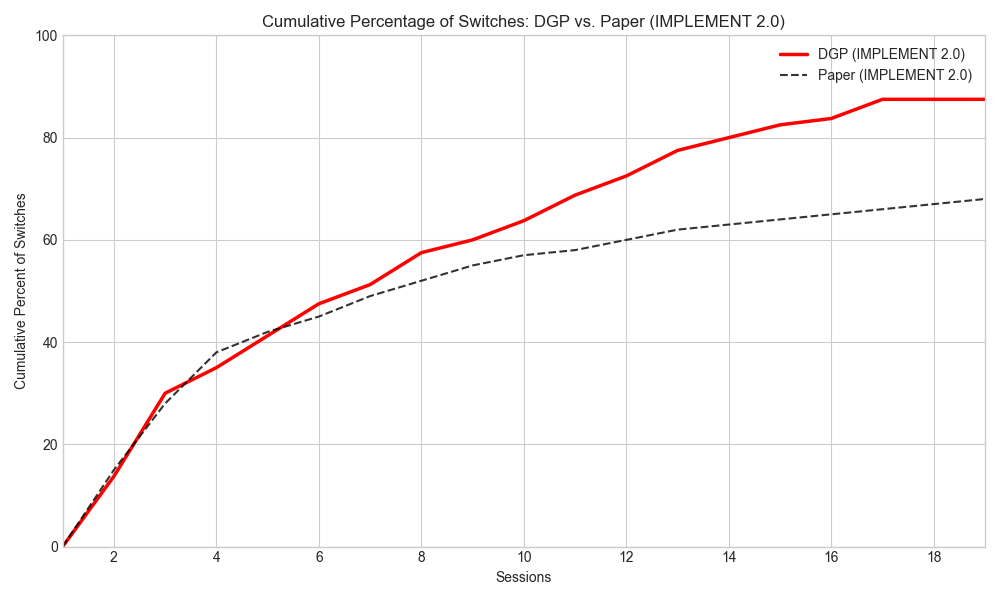 Cumulative Percentage of Switches: DGP vs. Paper (IMPLEMENT 2.0)
DGP (IMPLEMENT 2.0)
Paper (IMPLEMENT 2.0)
Cumulative Percent of Switches
100
80
60
40
20
0
2 4 6 8 10 12 14 16 18
Sessions